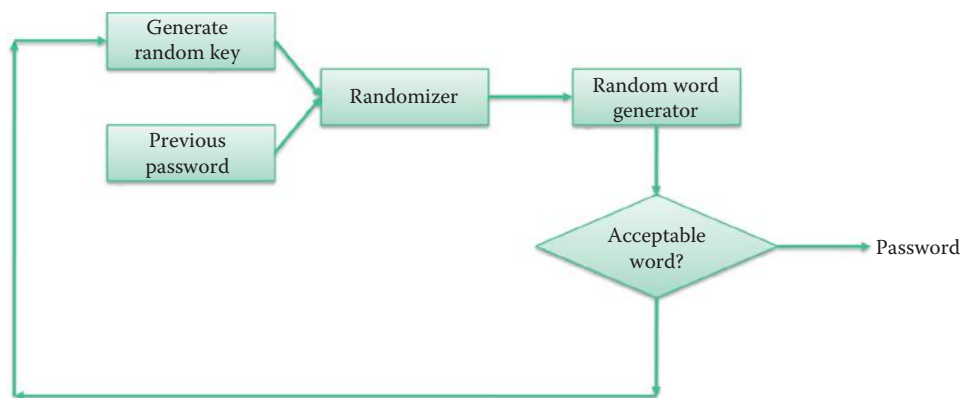 Generate
random key
Previous
password
Randomizer
Random word
generator
Acceptable
word?
Password